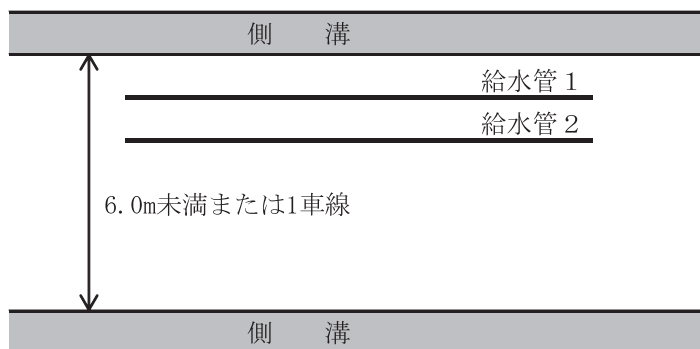 側 溝
給水管1
給水管2
6.0m未満または1車線
側 溝